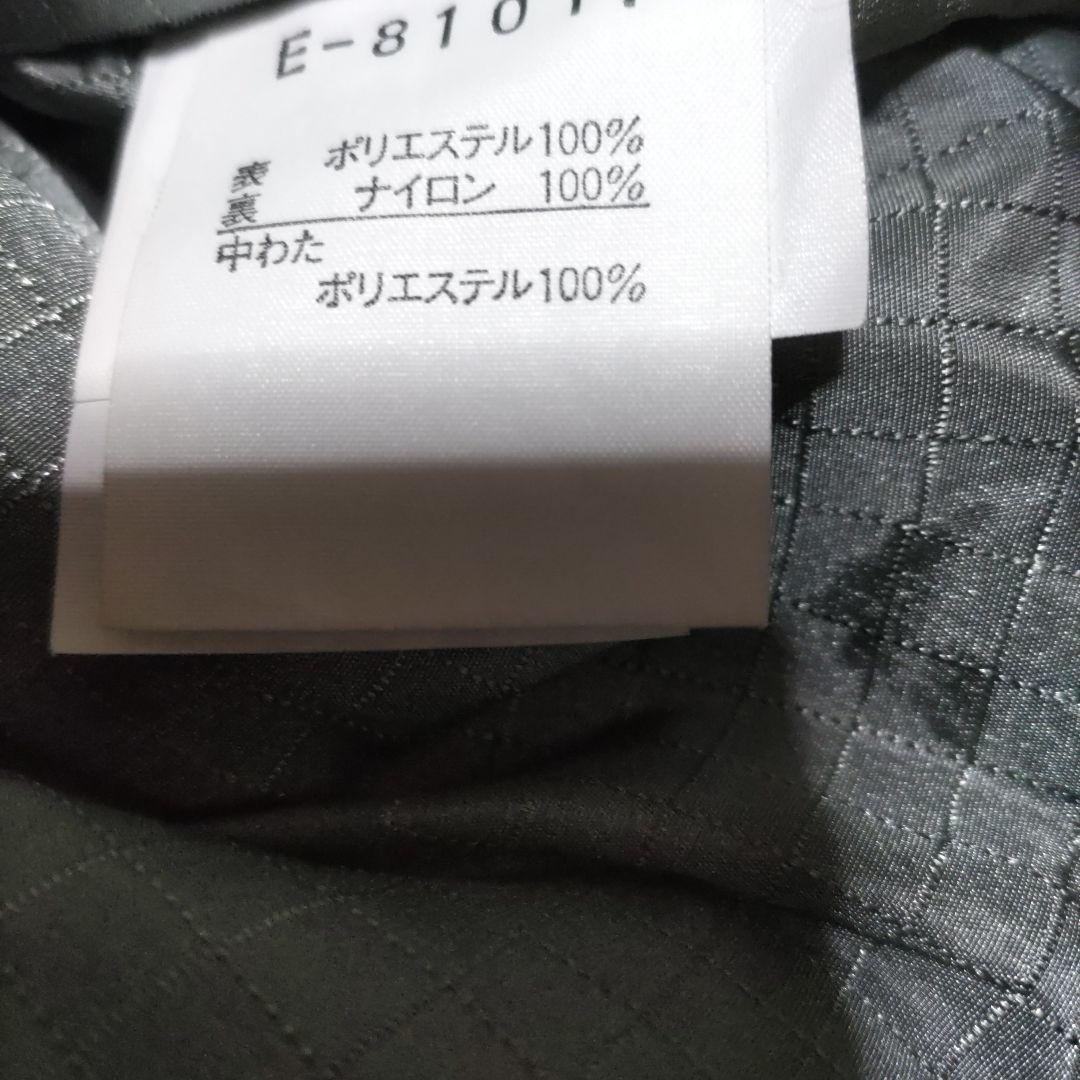 E-8101
表 ポリエステル100%
裏 ナイロン 100%
中わた
ポリエステル100%